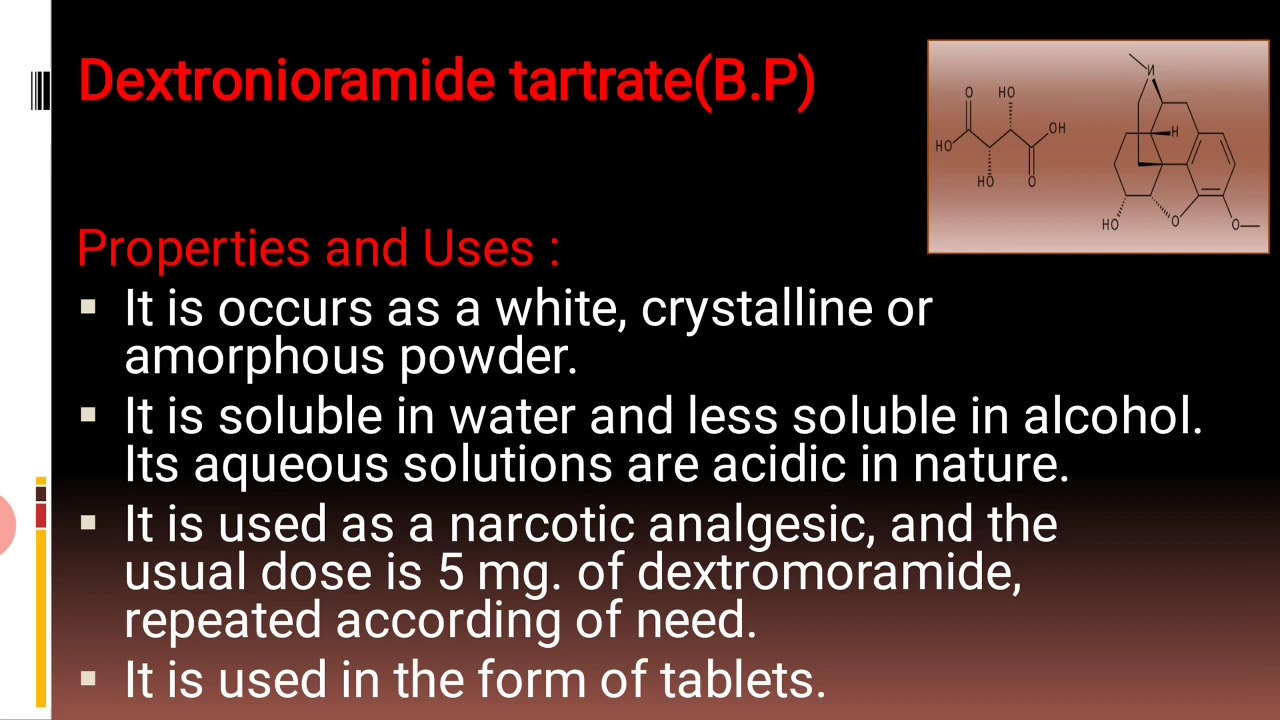 Dextronioramide tartrate(B.P)
Properties and Uses :
It is occurs as a white, crystalline or
amorphous powder.
It is soluble in water and less soluble in alcohol.
Its aqueous solutions are acidic in nature.
It is used as a narcotic analgesic, and the
usual dose is 5 mg. of dextromoramide,
repeated according of need.
It is used in the form of tablets.
O
HO
OH
HO
HO
O
N
H
HO
O
O